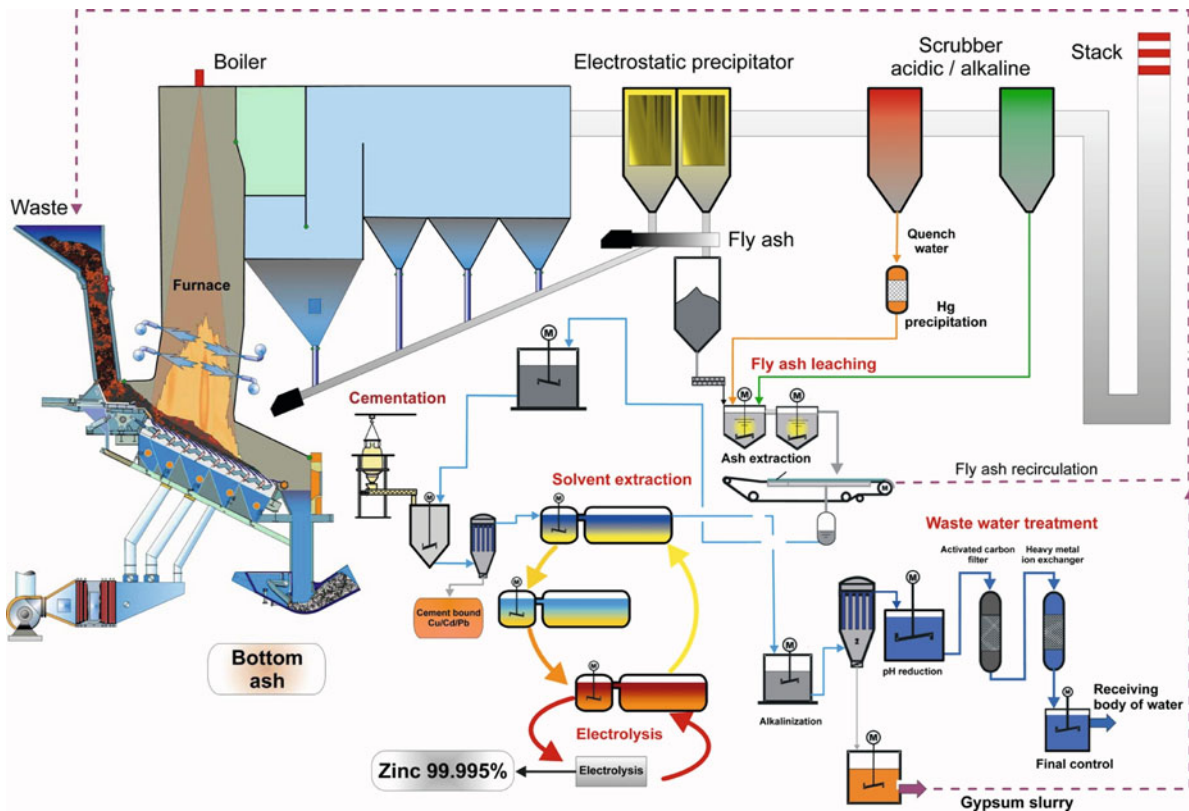 Boiler
Electrostatic precipitator
Scrubber
acidic / alkaline
Stack
Waste
Furnace
Fly ash
Quench
water
Hg
precipitation
M
Fly ash leaching
Cementation
M
M
Ash extraction
Fly ash recirculation
M
Solvent extraction
M
M
Waste water treatment
Activated carbon
filter
Heavy metal
ion exchanger
M
M
Cement bound
Cu/Cd/Pb
Bottom
ash
M
M
pH reduction
Alkalinization
M
Receiving
body of water
Final control
Electrolysis
Zinc 99.995%
Electrolysis
M
Gypsum slurry